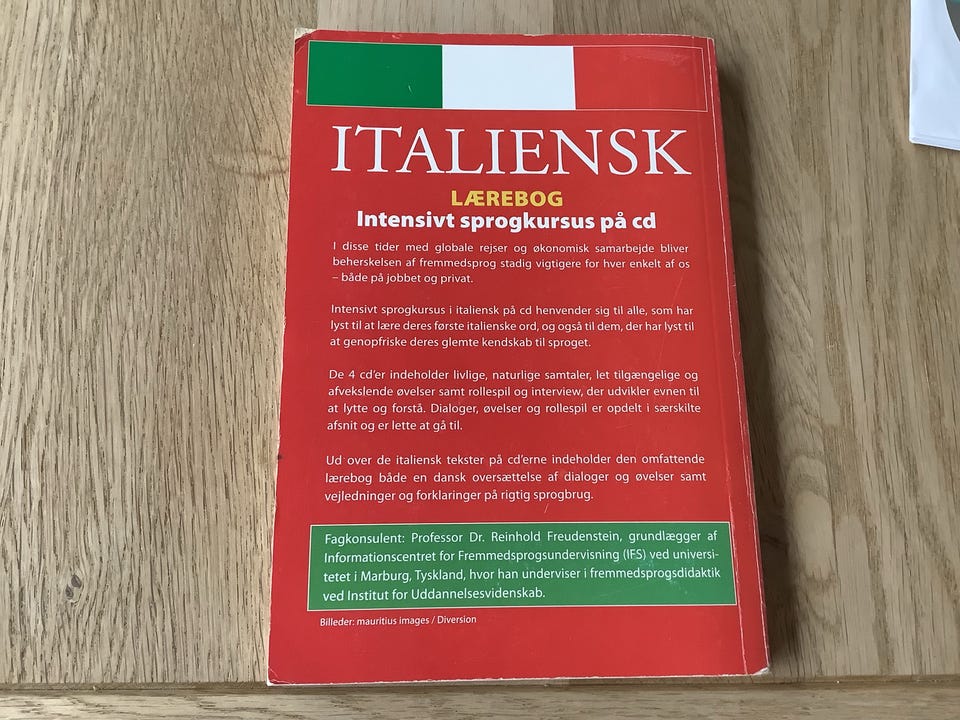 ITALIENSK
LÆREBOG
Intensivt sprogkursus på cd
I disse tider med globale rejser og økonomisk samarbejde bliver
beherskelsen af fremmedsprog stadig vigtigere for hver enkelt af os
– både på jobbet og privat.
Intensivt sprogkursus i italiensk på cd henvender sig til alle, som har
lyst til at lære deres første italienske ord, og også til dem, der har lyst til
at genopfriske deres glemte kendskab til sproget.
De 4 cd'er indeholder livlige, naturlige samtaler, let tilgængelige og
afvekslende øvelser samt rollespil og interview, der udvikler evnen til
at lytte og forstå. Dialoger, øvelser og rollespil er opdelt i særskilte
afsnit og er lette at gå til.
Ud over de italiensk tekster på cd'erne indeholder den omfattende
lærebog både en dansk oversættelse af dialoger og øvelser samt
vejledninger og forklaringer på rigtig sprogbrug.
Fagkonsulent: Professor Dr. Reinhold Freudenstein, grundlægger af
Informationscentret for Fremmedsprogsundervisning (IFS) ved universi-
tetet i Marburg, Tyskland, hvor han underviser i fremmedsprogsdidaktik
ved Institut for Uddannelsesvidenskab.
Billeder: mauritius images / Diversion